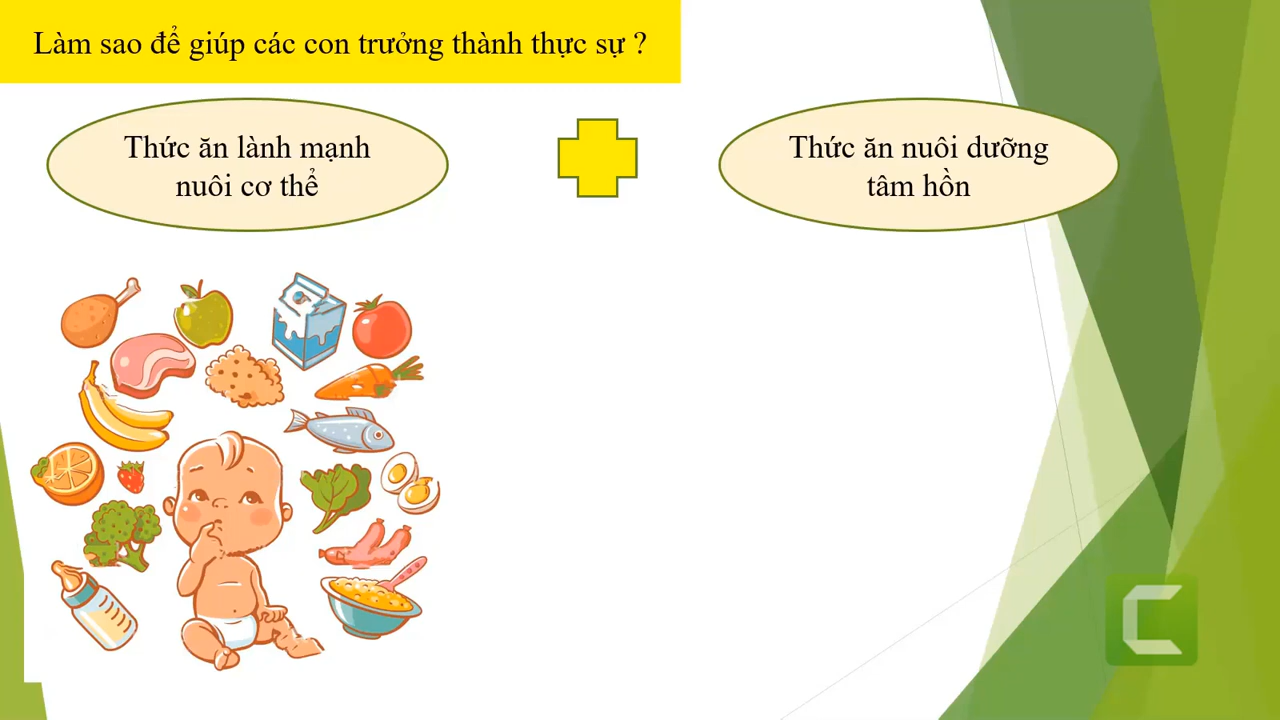 Làm sao để giúp các con trưởng thành thực sự ?
Thức ăn lành mạnh
nuôi cơ thể
Thức ăn nuôi dưỡng
tâm hồn